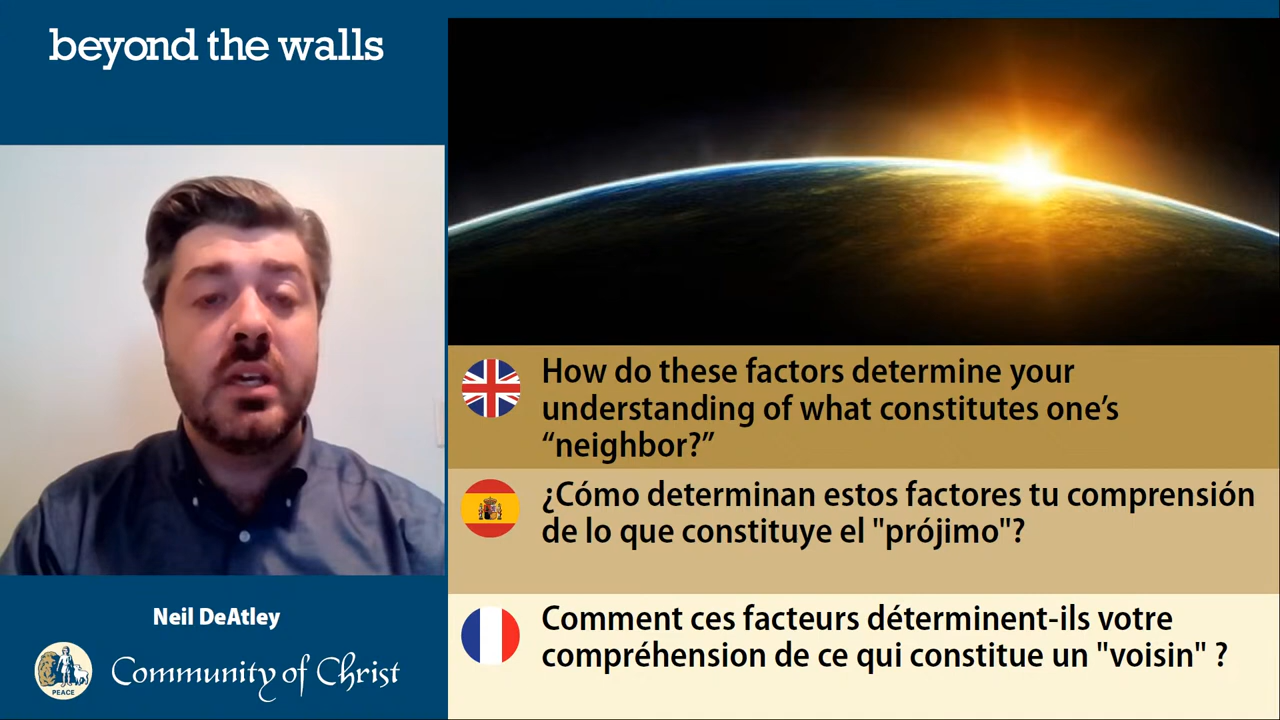 beyond the walls
How do these factors determine your
understanding of what constitutes one’s
“neighbor?”
¿Cómo determinan estos factores tu comprensión
de lo que constituye el "prójimo"?
Comment ces facteurs déterminent-ils votre
compréhension de ce qui constitue un "voisin" ?
Neil DeAtley
PEACE
Community of Christ